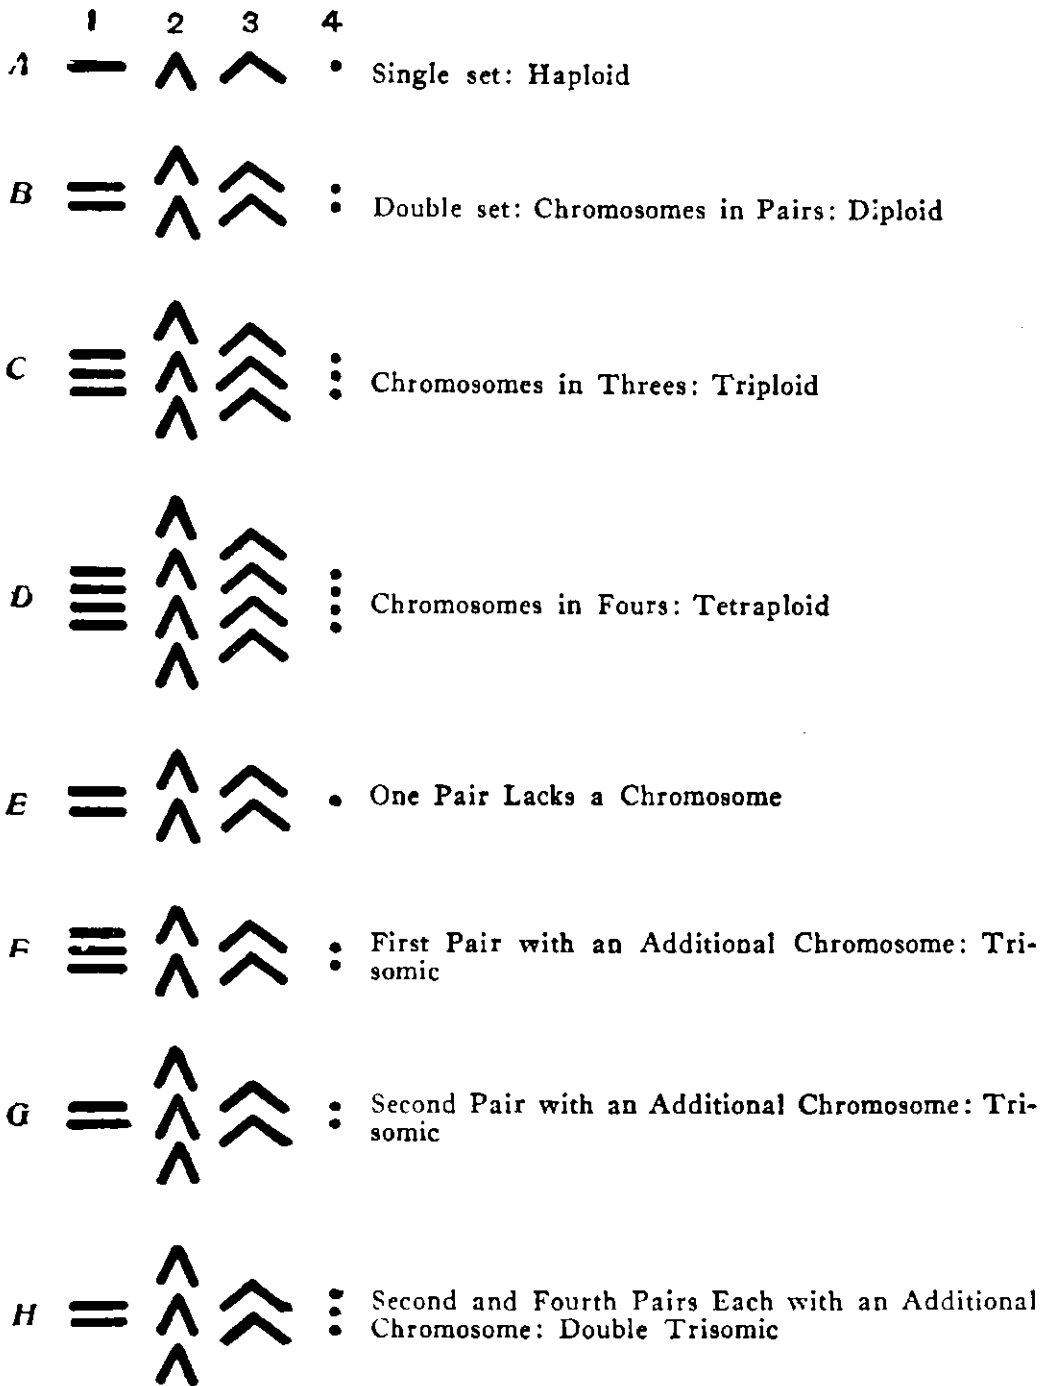 1 2 3 4
A Single set: Haploid
B Double set: Chromosomes in Pairs: Diploid
C Chromosomes in Threes: Triploid
D Chromosomes in Fours: Tetraploid
E One Pair Lacks a Chromosome
F First Pair with an Additional Chromosome: Tri-
somic
G Second Pair with an Additional Chromosome: Tri-
somic
H Second and Fourth Pairs Each with an Additional
Chromosome: Double Trisomic